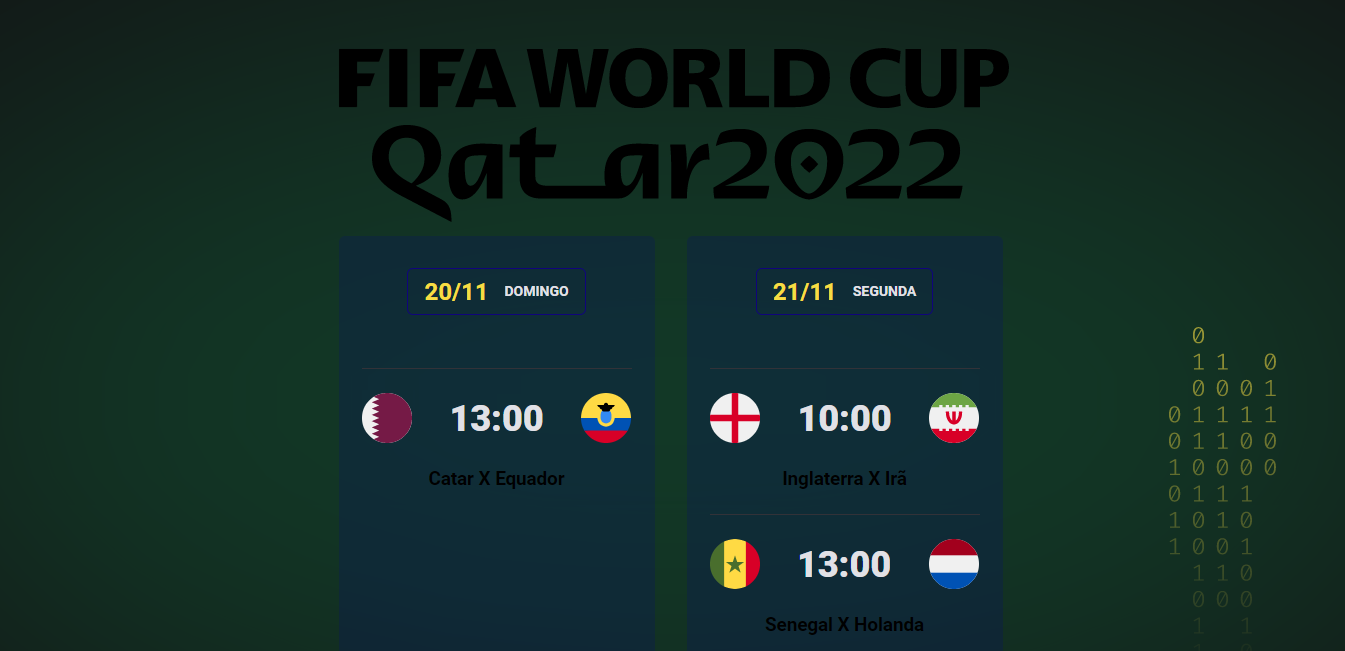 FIFA WORLD CUP
Qatar2022
20/11 DOMINGO
13:00
Catar X Equador
21/11 SEGUNDA
10:00
Inglaterra X Irã
13:00
Senegal X Holanda
0
1 1 0
0 0 0 1
0 1 1 1 1
0 1 1 0 0
1 0 0 0 0
0 1 1 1
1 0 1 0
1 0 0 1
1 1 0
0 0 0
1 1